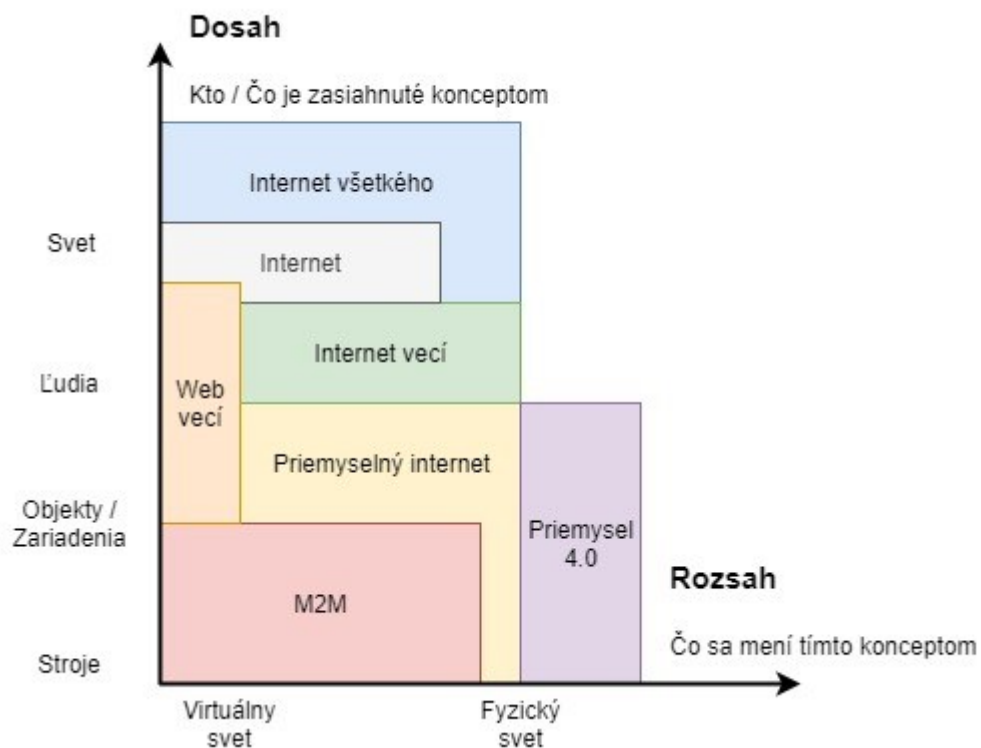 Dosah
Kto / Čo je zasiahnuté konceptom
Internet všetkého
Svet
Internet
Internet vecí
Ľudia
Web
vecí
Priemyselný internet
Objekty /
Zariadenia
Priemysel
4.0
Rozsah
M2M
Čo sa mení tímto konceptom
Stroje
Virtuálny
svet
Fyzický
svet